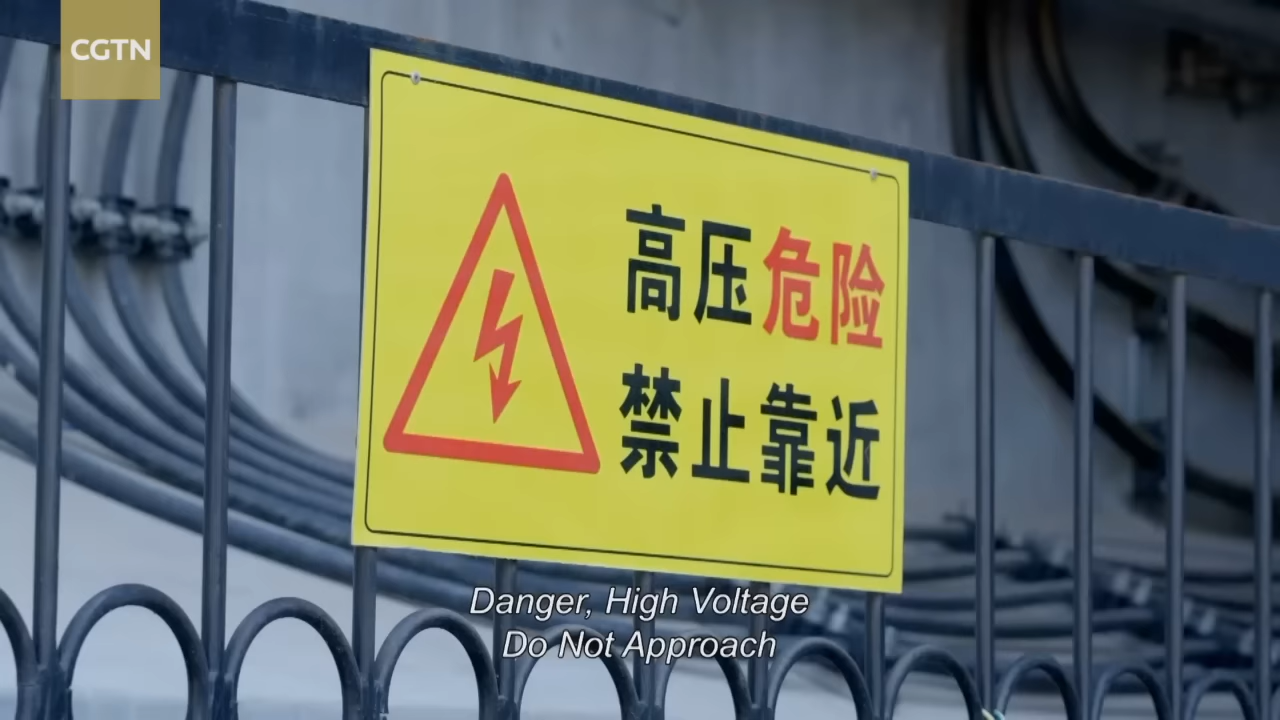 CGTN
高压危险
禁止靠近
Danger, High Voltage
Do Not Approach